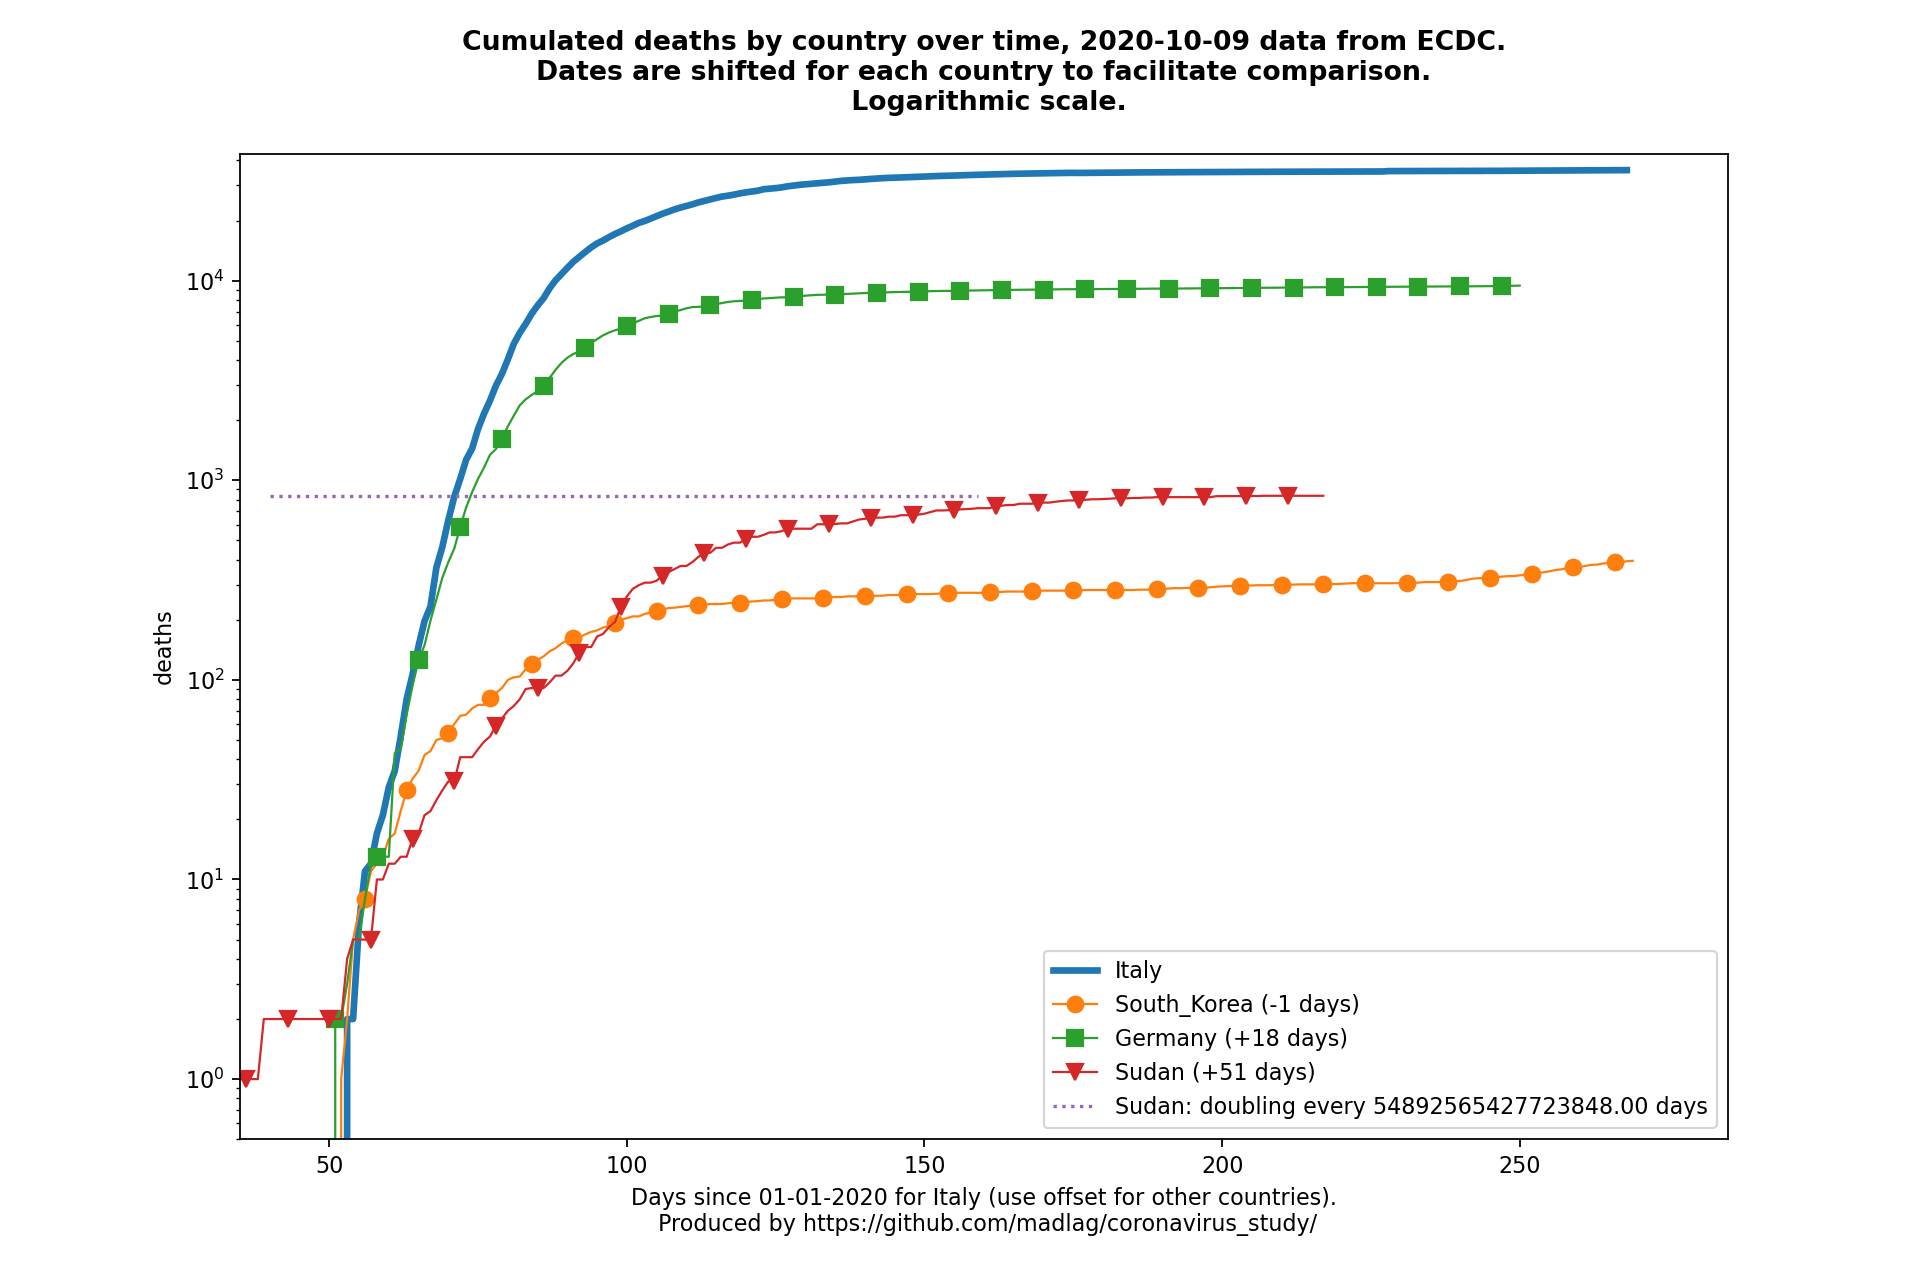 Cumulated deaths by country over time, 2020-10-09 data from ECDC.
Dates are shifted for each country to facilitate comparison.
Logarithmic scale.
deaths
10^4
10^3
10^2
10^1
10^0
Italy
South_Korea (-1 days)
Germany (+18 days)
Sudan (+51 days)
Sudan: doubling every 54892565427723848.00 days
50 100 150 200 250
Days since 01-01-2020 for Italy (use offset for other countries).
Produced by https://github.com/madlag/coronavirus_study/